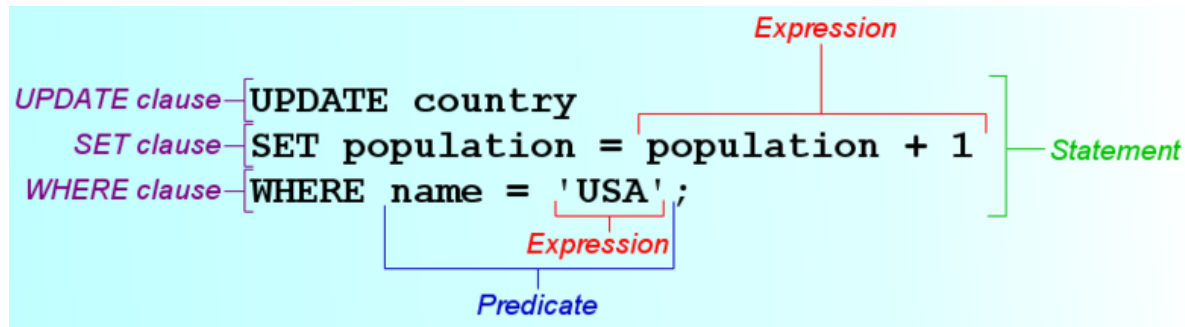 Expression
UPDATE clause UPDATE country
SET clause SET population = population + 1 Statement
WHERE clause WHERE name = 'USA';
Expression
Predicate